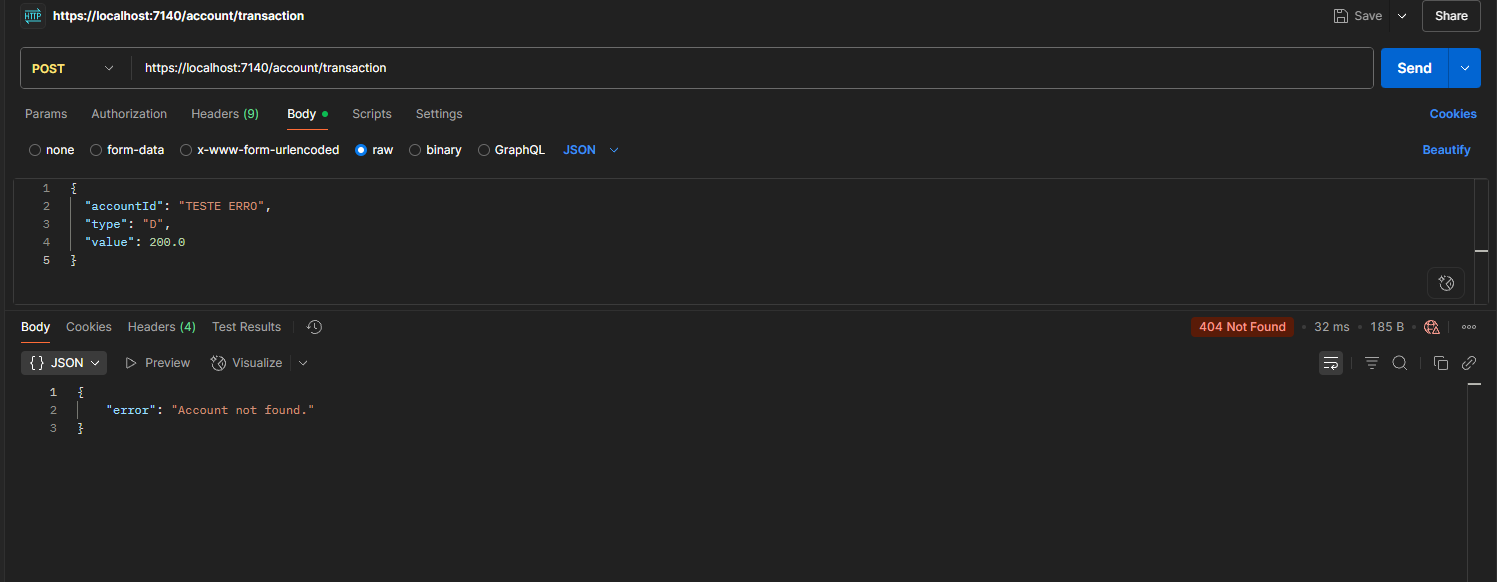 HTTP https://localhost:7140/account/transaction Save Share
POST https://localhost:7140/account/transaction Send
Params Authorization Headers (9) Body Scripts Settings Cookies
none form-data x-www-form-urlencoded raw binary GraphQL JSON Beautify
1 {
2 "accountId": "TESTE ERRO",
3 "type": "D",
4 "value": 200.0
5 }
Body Cookies Headers (4) Test Results 404 Not Found 32 ms 185 B
{} JSON Preview Visualize
1 {
2 "error": "Account not found."
3 }